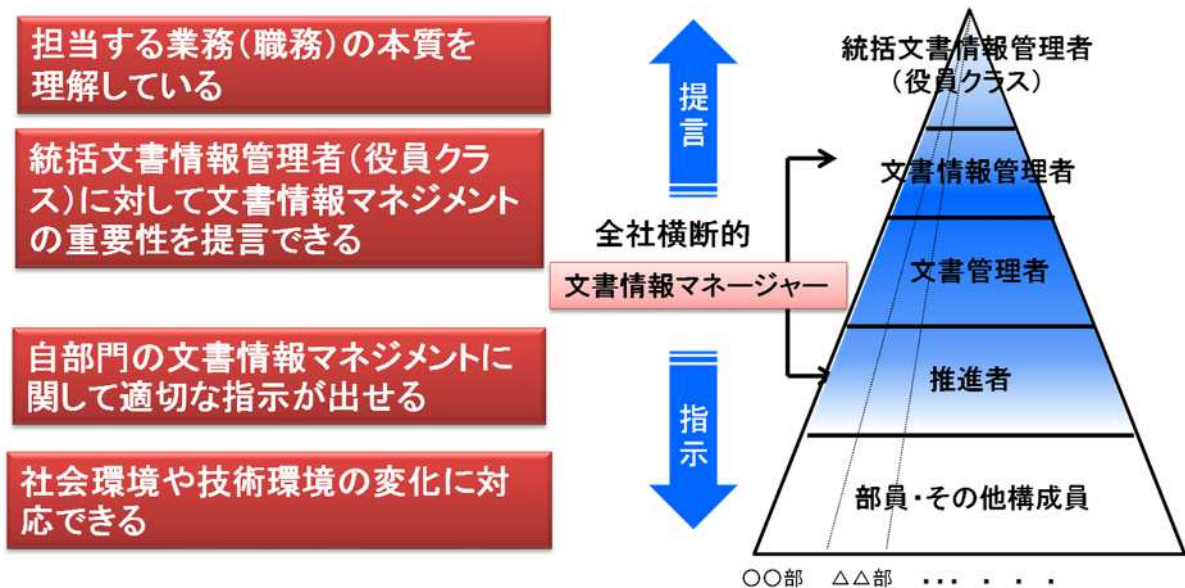 担当する業務(職務)の本質を
理解している
統括文書情報管理者(役員クラ
ス)に対して文書情報マネジメント
の重要性を提言できる
自部門の文書情報マネジメントに
関して適切な指示が出せる
社会環境や技術環境の変化に対
応できる
提言
全社横断的
文書情報マネージャー
指示
統括文書情報管理者
(役員クラス)
文書情報管理者
文書管理者
推進者
部員・その他構成員
○○部 △△部 ・・・ ・ ・ ・